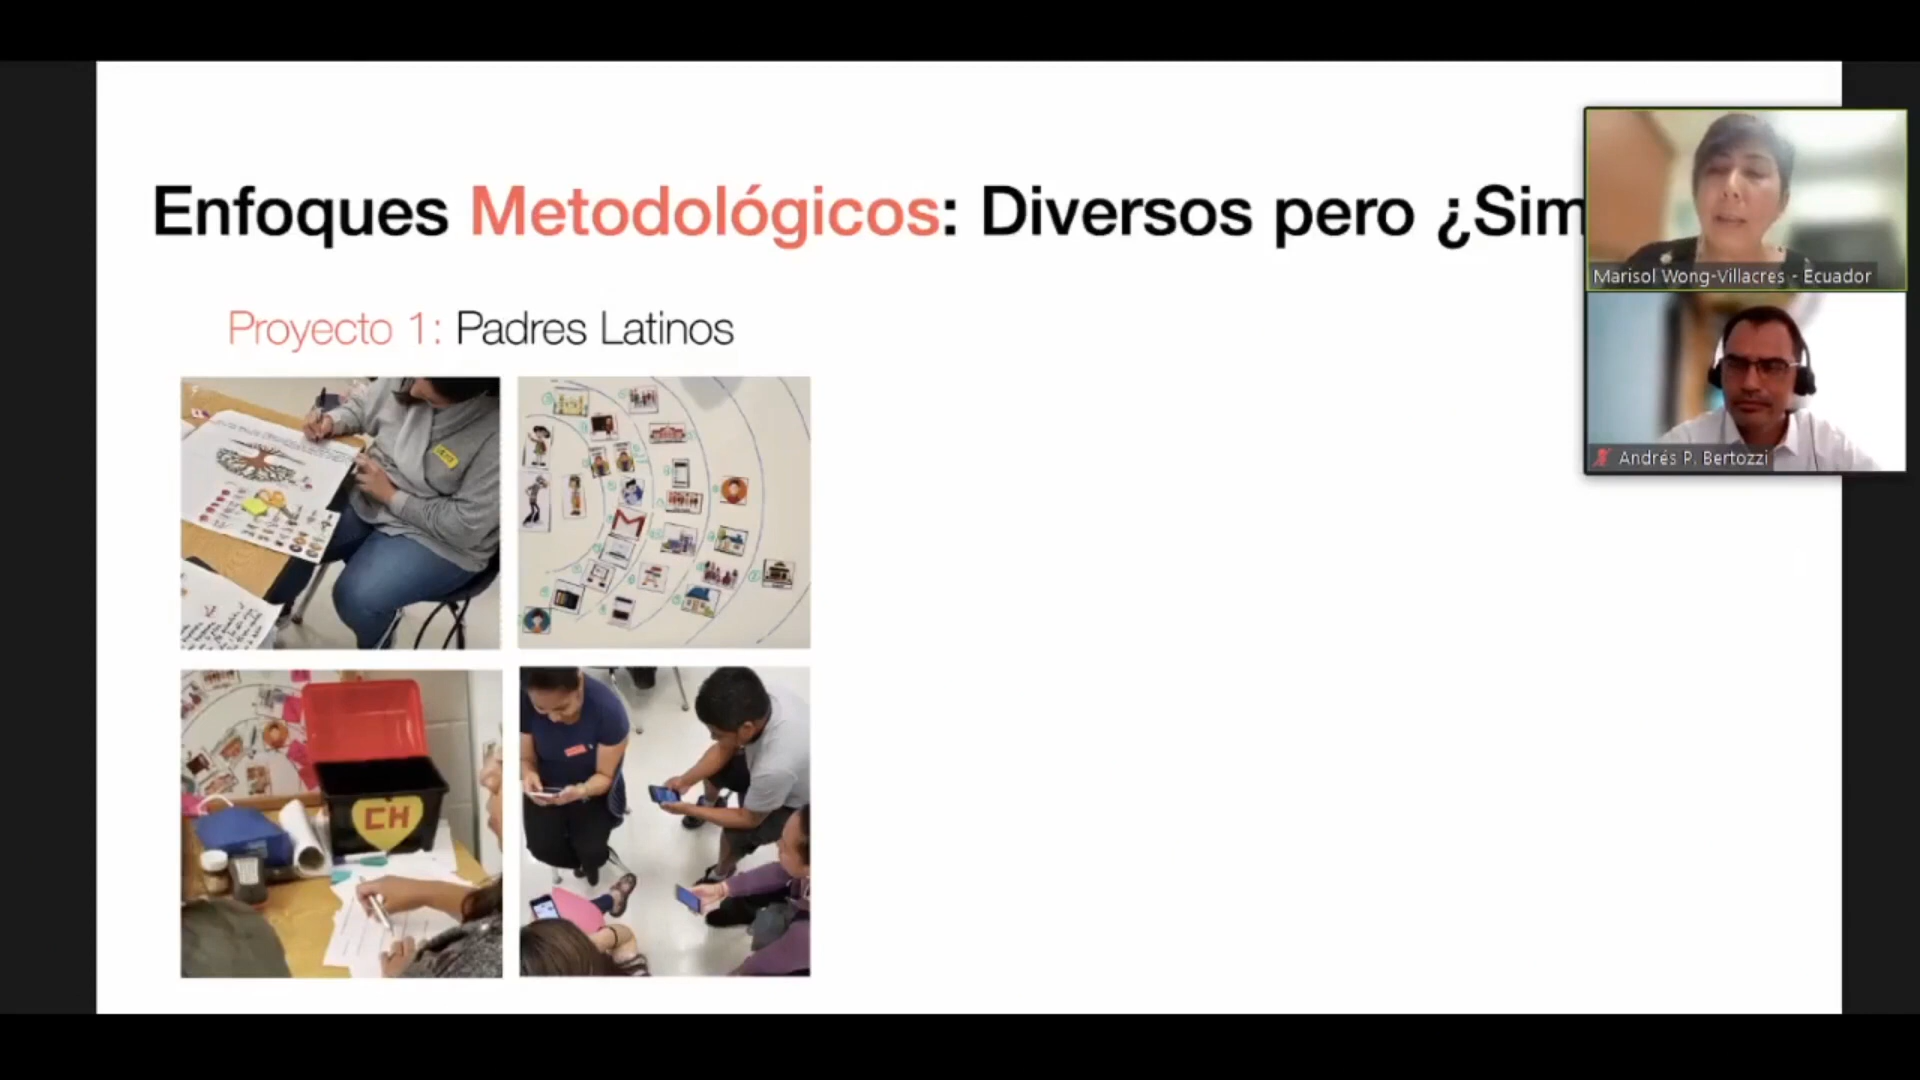 Enfoques Metodológicos: Diversos pero ¿Sim
Proyecto 1: Padres Latinos
CH
Marisol Wong-Villacres - Ecuador
Andrés P. Bertozzi